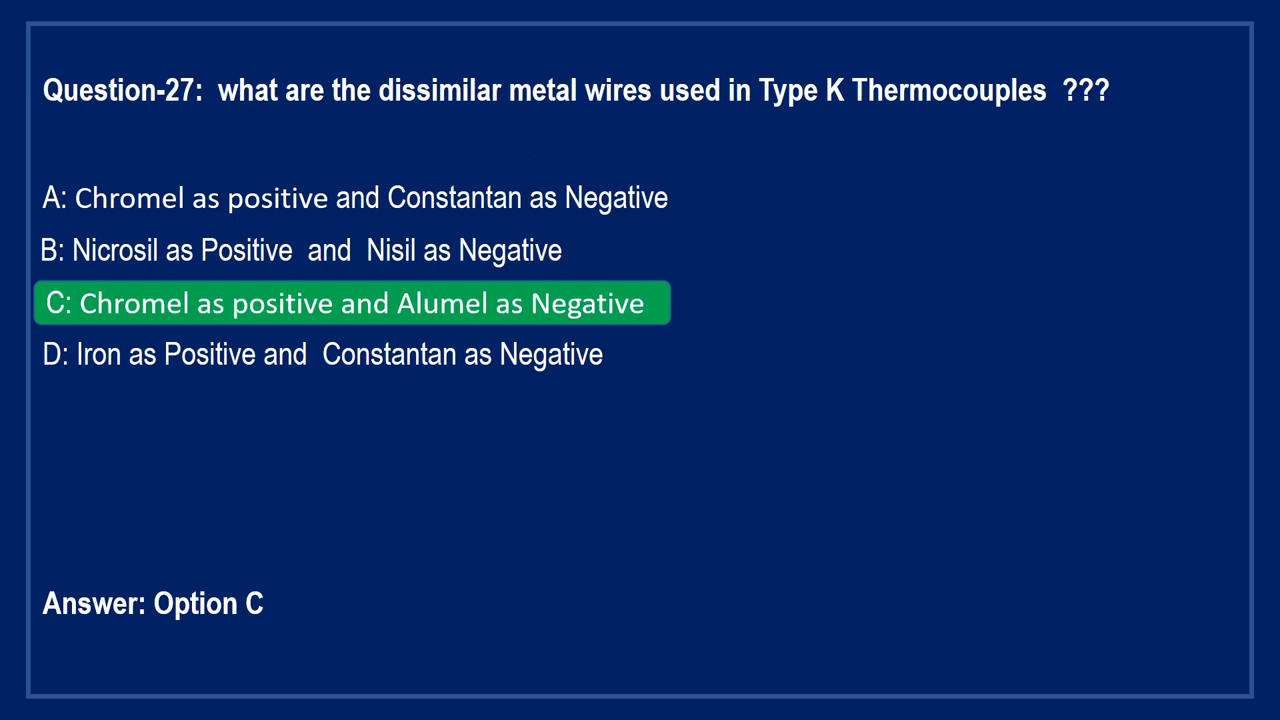 Question-27: what are the dissimilar metal wires used in Type K Thermocouples ???
A: Chromel as positive and Constantan as Negative
B: Nicrosil as Positive and Nisil as Negative
C: Chromel as positive and Alumel as Negative
D: Iron as Positive and Constantan as Negative
Answer: Option C